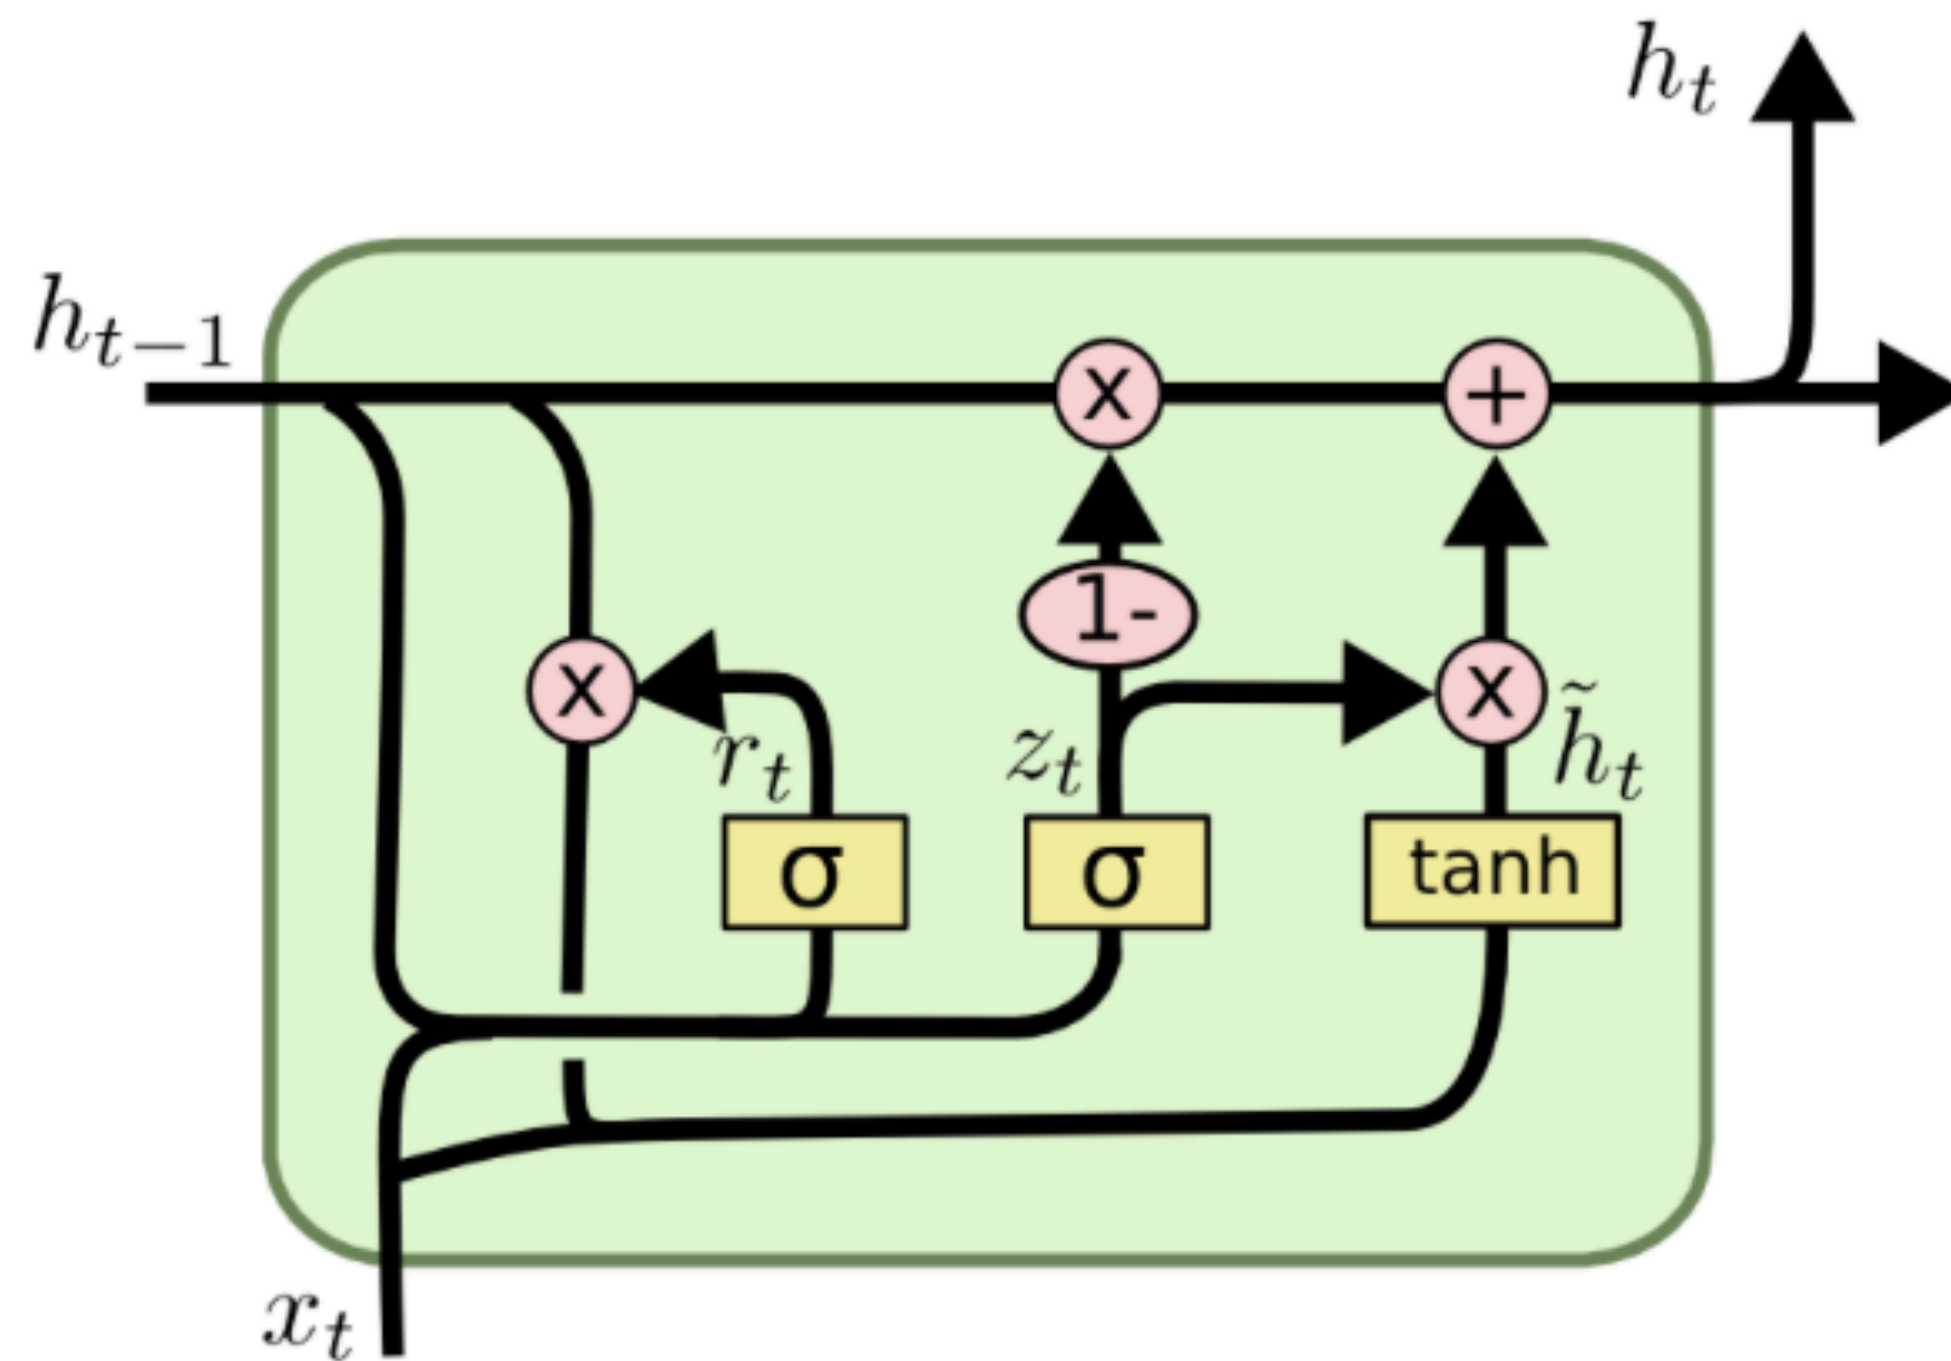 h_t
h_{t-1}
x
+
1-
x
x
r_t
z_t
h̃_t
σ
σ
tanh
x_t